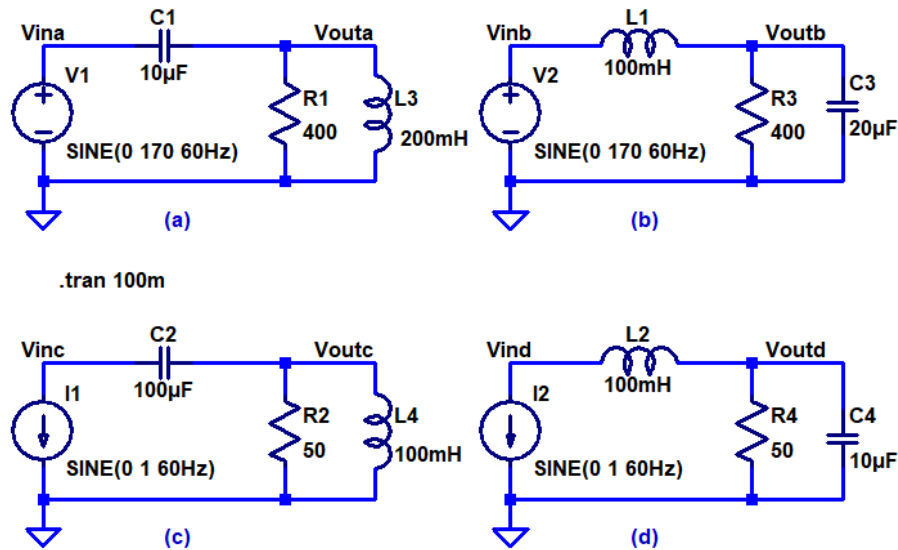 Vina
C1
10µF
Vouta
V1
R1
400
L3
200mH
SINE(0 170 60Hz)
(a)
Vinb
L1
100mH
Voutb
V2
R3
400
C3
20µF
SINE(0 170 60Hz)
(b)
.tran 100m
Vinc
C2
100µF
Voutc
I1
R2
50
L4
100mH
SINE(0 1 60Hz)
(c)
Vind
L2
100mH
Voutd
I2
R4
50
C4
10µF
SINE(0 1 60Hz)
(d)